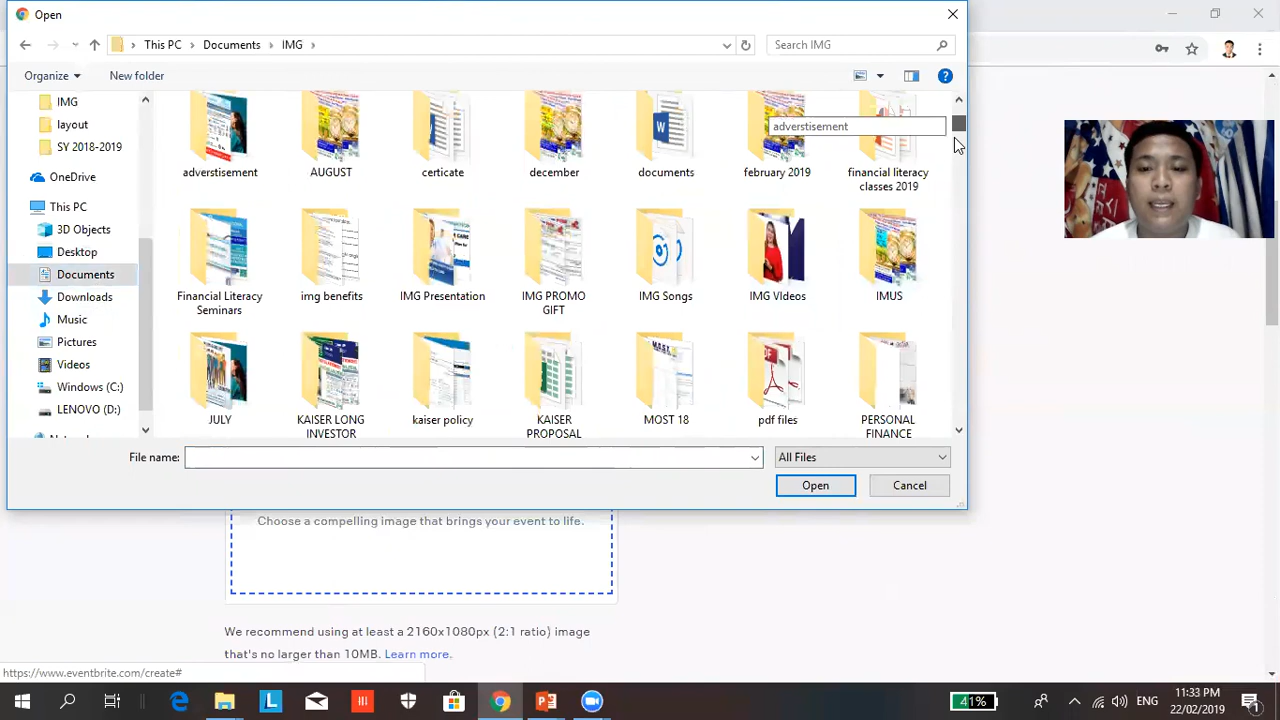 Open
This PC
Documents
IMG
Search IMG
Organize
New folder
IMG
layout
SY 2018-2019
OneDrive
This PC
3D Objects
Desktop
Documents
Downloads
Music
Pictures
Videos
Windows (C:)
LENOVO (D:)
adverstisement
adverstisement
AUGUST
certicate
december
documents
february 2019
financial literacy
classes 2019
Financial Literacy
Seminars
img benefits
IMG Presentation
IMG PROMO
GIFT
IMG Songs
IMG VIdeos
IMUS
JULY
KAISER LONG
INVESTOR
kaiser policy
KAISER
PROPOSAL
MOST 18
pdf files
PERSONAL
FINANCE
File name:
All Files
Open
Cancel
Choose a compelling image that brings your event to life.
We recommend using at least a 2160x1080px (2:1 ratio) image
that's no larger than 10MB. Learn more.
https://www.eventbrite.com/create#
41%
ENG
11:33 PM
22/02/2019